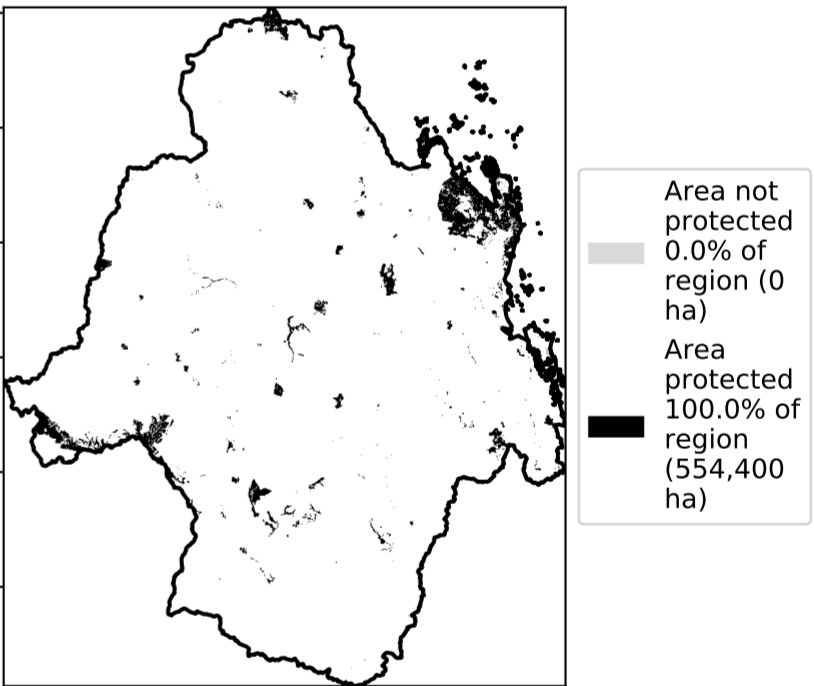 Area not
protected
0.0% of
region (0
ha)
Area
protected
100.0% of
region
(554,400
ha)